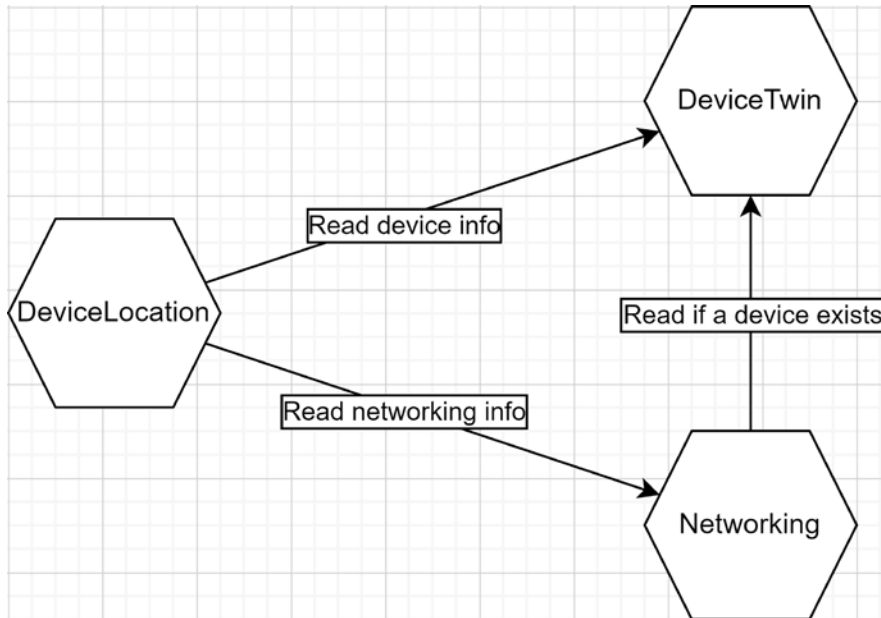 DeviceTwin
Read device info
DeviceLocation
Read if a device exists
Read networking info
Networking